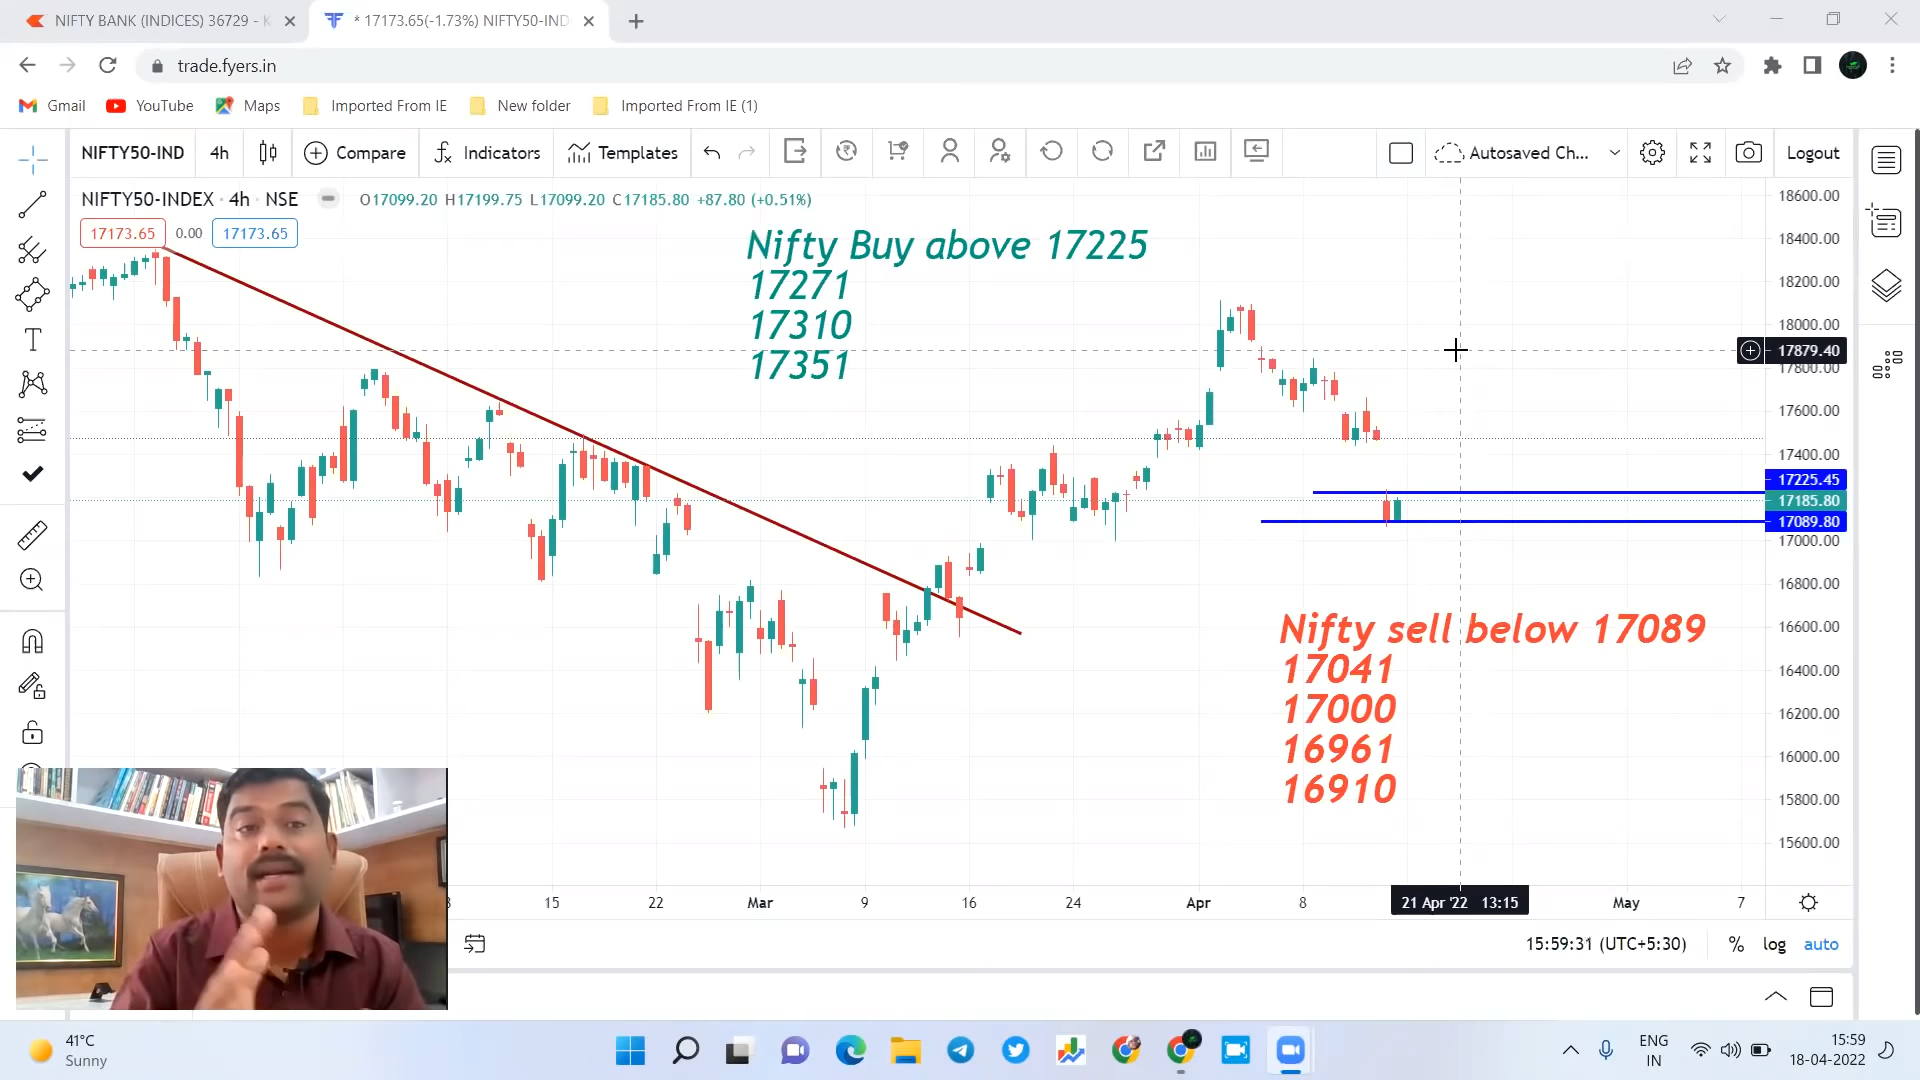 NIFTY BANK (INDICES) 36729 - K
* 17173.65(-1.73%) NIFTY50-IND
trade.fyers.in
Gmail YouTube Maps Imported From IE New folder Imported From IE (1)
NIFTY50-IND 4h Compare Indicators Templates Autosaved Ch... Logout
NIFTY50-INDEX · 4h · NSE O17099.20 H17199.75 L17099.20 C17185.80 +87.80 (+0.51%)
17173.65 0.00 17173.65
Nifty Buy above 17225
17271
17310
17351
Nifty sell below 17089
17041
17000
16961
16910
18600.00
18400.00
18200.00
18000.00
17879.40
17800.00
17600.00
17400.00
17225.45
17185.80
17089.80
17000.00
16800.00
16600.00
16400.00
16200.00
16000.00
15800.00
15600.00
15 22 Mar 9 16 24 Apr 8 21 Apr '22 13:15 May 7
15:59:31 (UTC+5:30) % log auto
41°C
Sunny
ENG
IN
15:59
18-04-2022